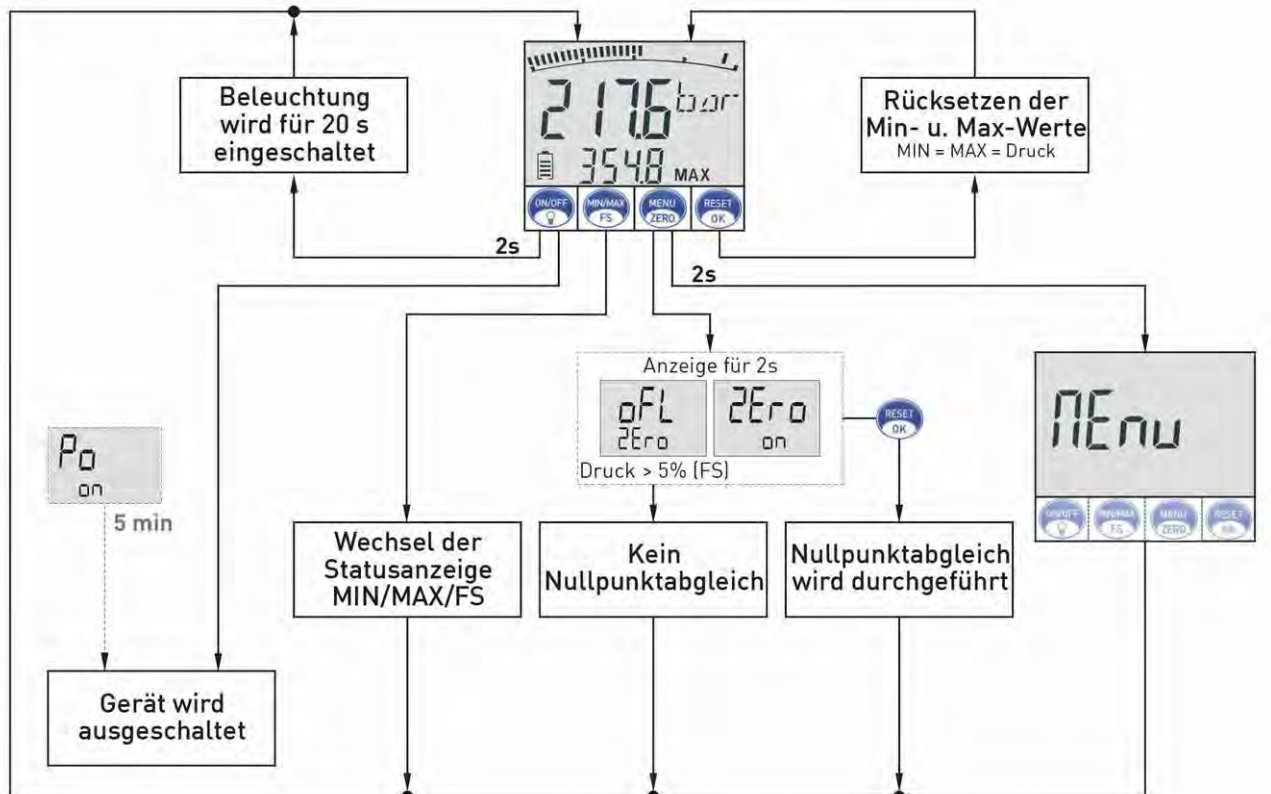 Beleuchtung
wird für 20 s
eingeschaltet
217.6 bar
354.8 MAX
ON/OFF
MIN/MAX
FS
MENU
ZERO
RESET
OK
Rücksetzen der
Min- u. Max-Werte
MIN = MAX = Druck
2s
2s
Anzeige für 2s
oFL
ZEro
ZEro
on
Druck > 5% (FS)
RESET
OK
MEnu
ON/OFF
MIN/MAX
FS
MENU
ZERO
RESET
OK
Po
on
5 min
Wechsel der
Statusanzeige
MIN/MAX/FS
Kein
Nullpunktabgleich
Nullpunktabgleich
wird durchgeführt
Gerät wird
ausgeschaltet